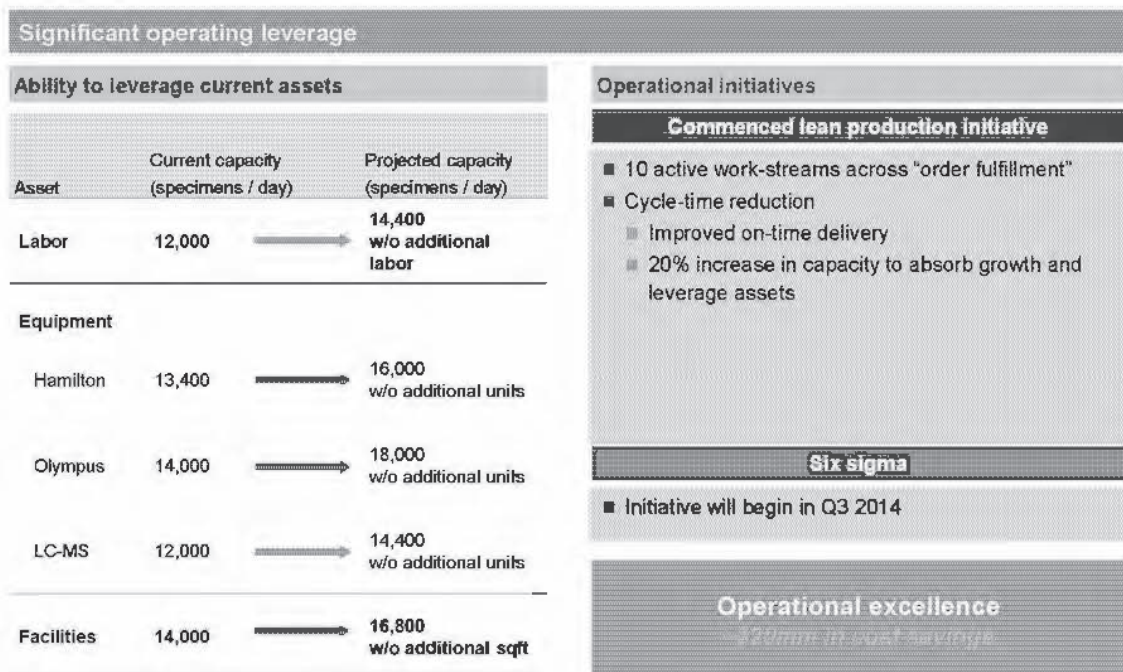 Significant operating leverage
Ability to leverage current assets
Asset
Current capacity
(specimens / day)
Projected capacity
(specimens / day)
Labor
12,000
14,400
w/o additional
labor
Equipment
Hamilton
13,400
16,000
w/o additional units
Olympus
14,000
18,000
w/o additional units
LC-MS
12,000
14,400
w/o additional units
Facilities
14,000
16,800
w/o additional sqft
Operational initiatives
Commenced lean production initiative
■ 10 active work-streams across “order fulfillment”
■ Cycle-time reduction
■ Improved on-time delivery
■ 20% increase in capacity to absorb growth and
leverage assets
Six sigma
■ Initiative will begin in Q3 2014
Operational excellence
in cost savings